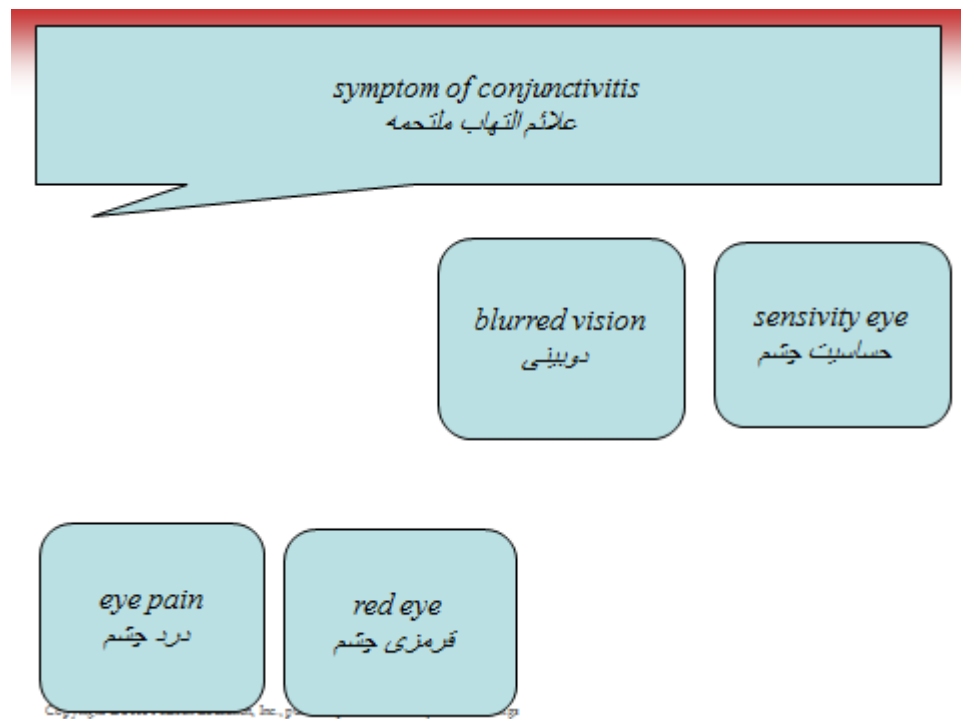 symptom of conjunctivitis
علائم التهاب ملتحمه
blurred vision
دوبینی
sensivity eye
حساسیت چشم
eye pain
درد چشم
red eye
قرمزی چشم
Inc.,